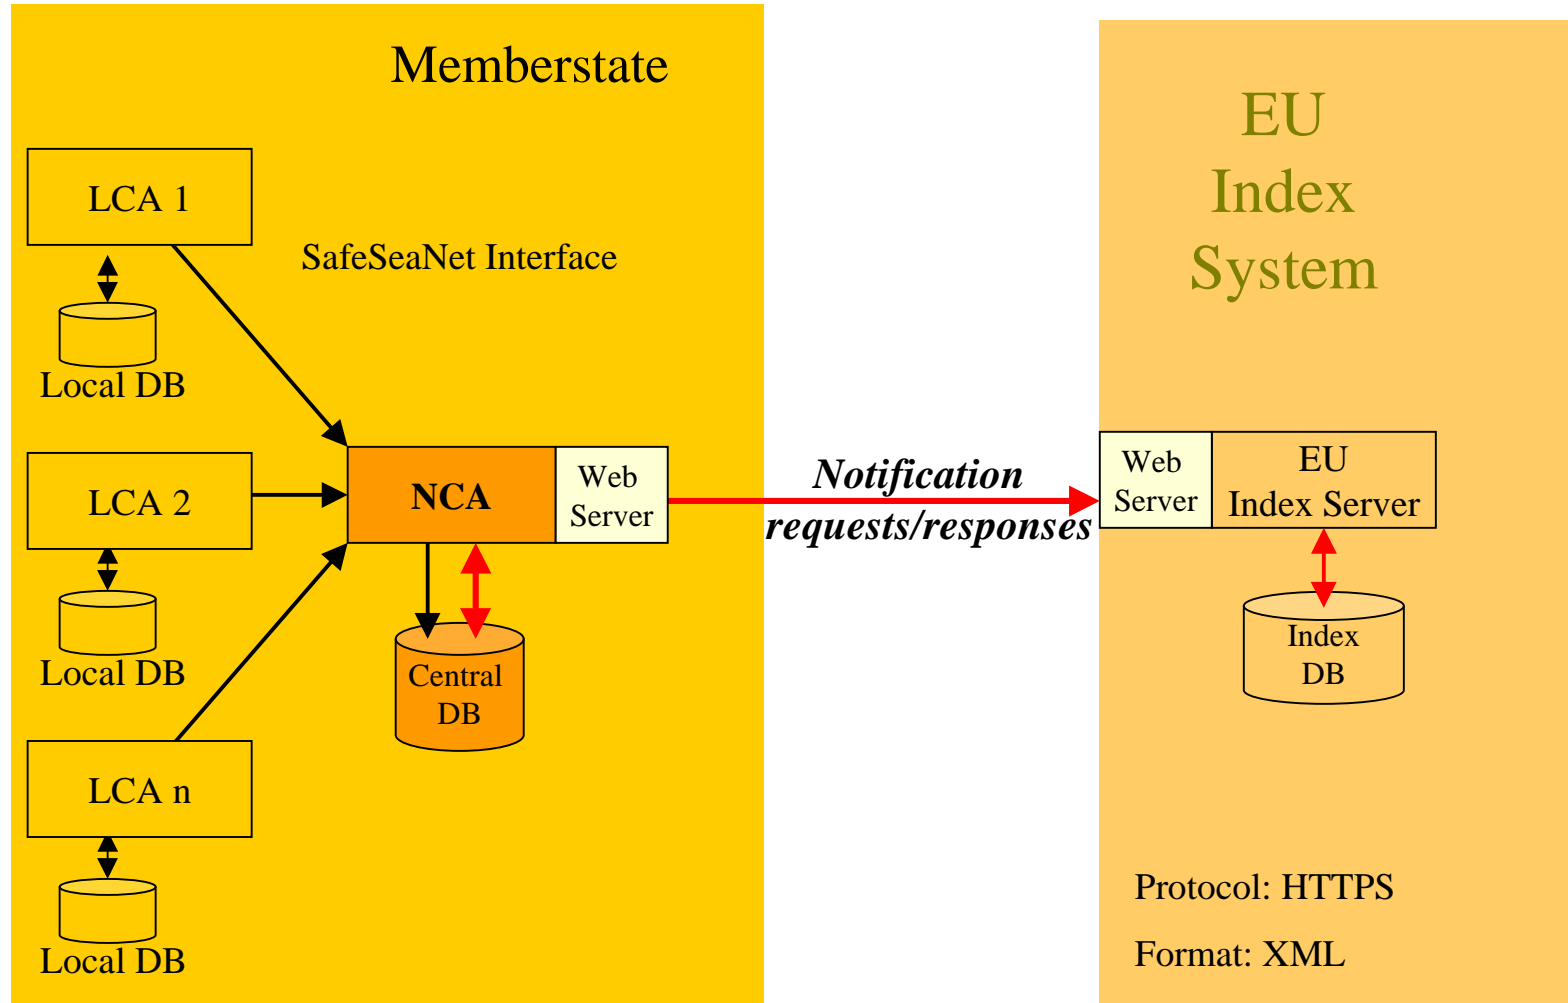 Memberstate
LCA 1
SafeSeaNet Interface
Local DB
LCA 2
NCA
Web
Server
Local DB
Central
DB
LCA n
Local DB
Notification
requests/responses
EU
Index
System
Web
Server
EU
Index Server
Index
DB
Protocol: HTTPS
Format: XML